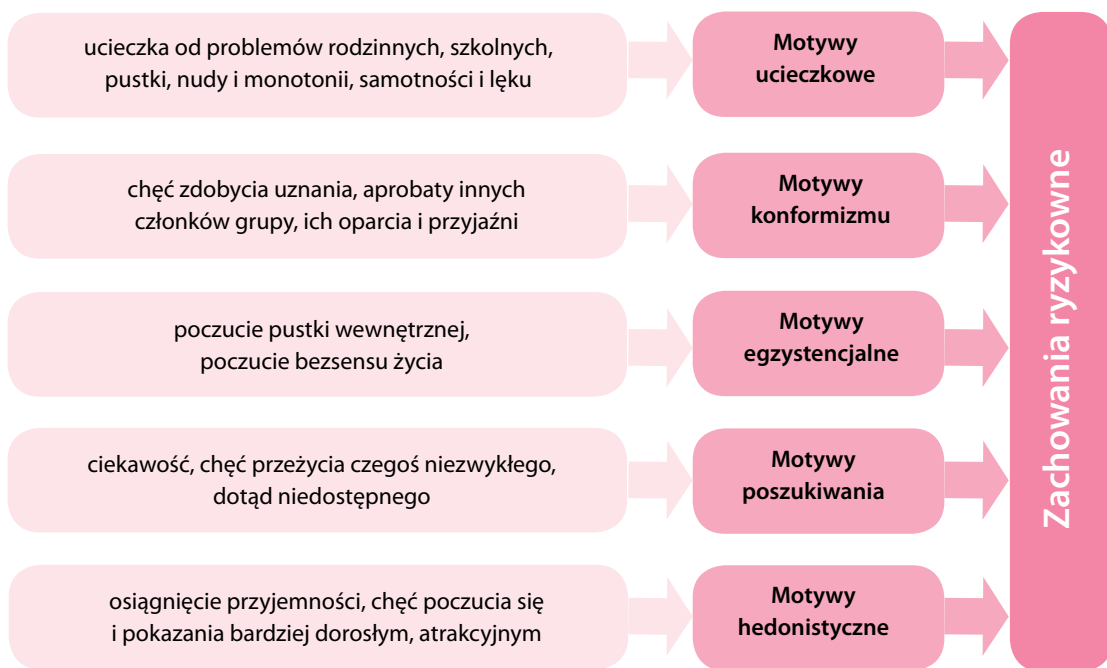 ucieczka od problemów rodzinnych, szkolnych,
pustki, nudy i monotonii, samotności i lęku
Motywy
ucieczkowe
chęć zdobycia uznania, aprobaty innych
członków grupy, ich oparcia i przyjaźni
Motywy
konformizmu
poczucie pustki wewnętrznej,
poczucie bezsensu życia
Motywy
egzystencjalne
ciekawość, chęć przeżycia czegoś niezwykłego,
dotąd niedostępnego
Motywy
poszukiwania
osiągnięcie przyjemności, chęć poczucia się
i pokazania bardziej dorosłym, atrakcyjnym
Motywy
hedonistyczne
Zachowania ryzykowne